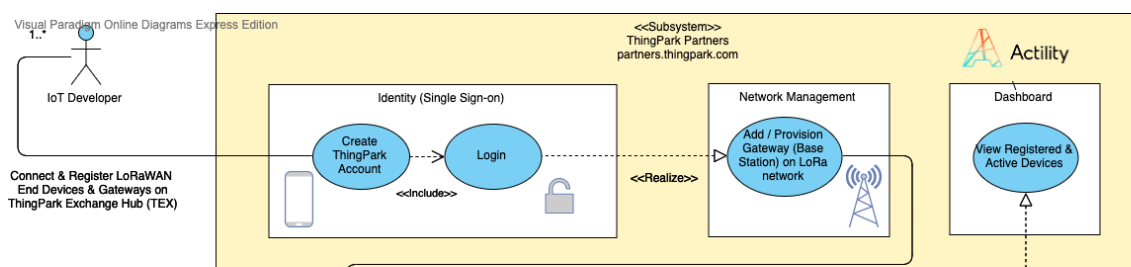 Visual Paradigm Online Diagrams Express Edition
1..*
IoT Developer
Connect & Register LoRaWAN
End Devices & Gateways on
ThingPark Exchange Hub (TEX)
<<Subsystem>>
ThingPark Partners
partners.thingpark.com
Actility
Identity (Single Sign-on)
Create
ThingPark
Account
<<Include>>
Login
<<Realize>>
Network Management
Add / Provision
Gateway (Base
Station) on LoRa
network
Dashboard
View Registered &
Active Devices